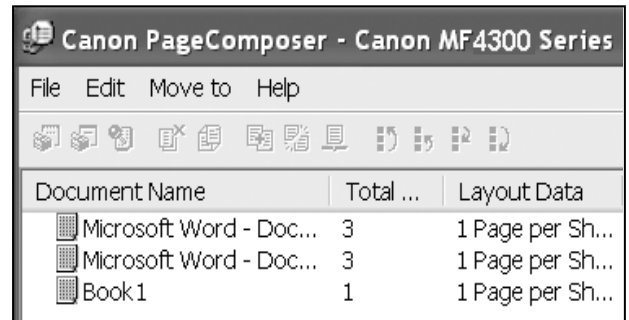 Canon PageComposer - Canon MF4300 Series
File Edit Move to Help
Document Name Total ... Layout Data
Microsoft Word - Doc... 3 1 Page per Sh...
Microsoft Word - Doc... 3 1 Page per Sh...
Book1 1 1 Page per Sh...